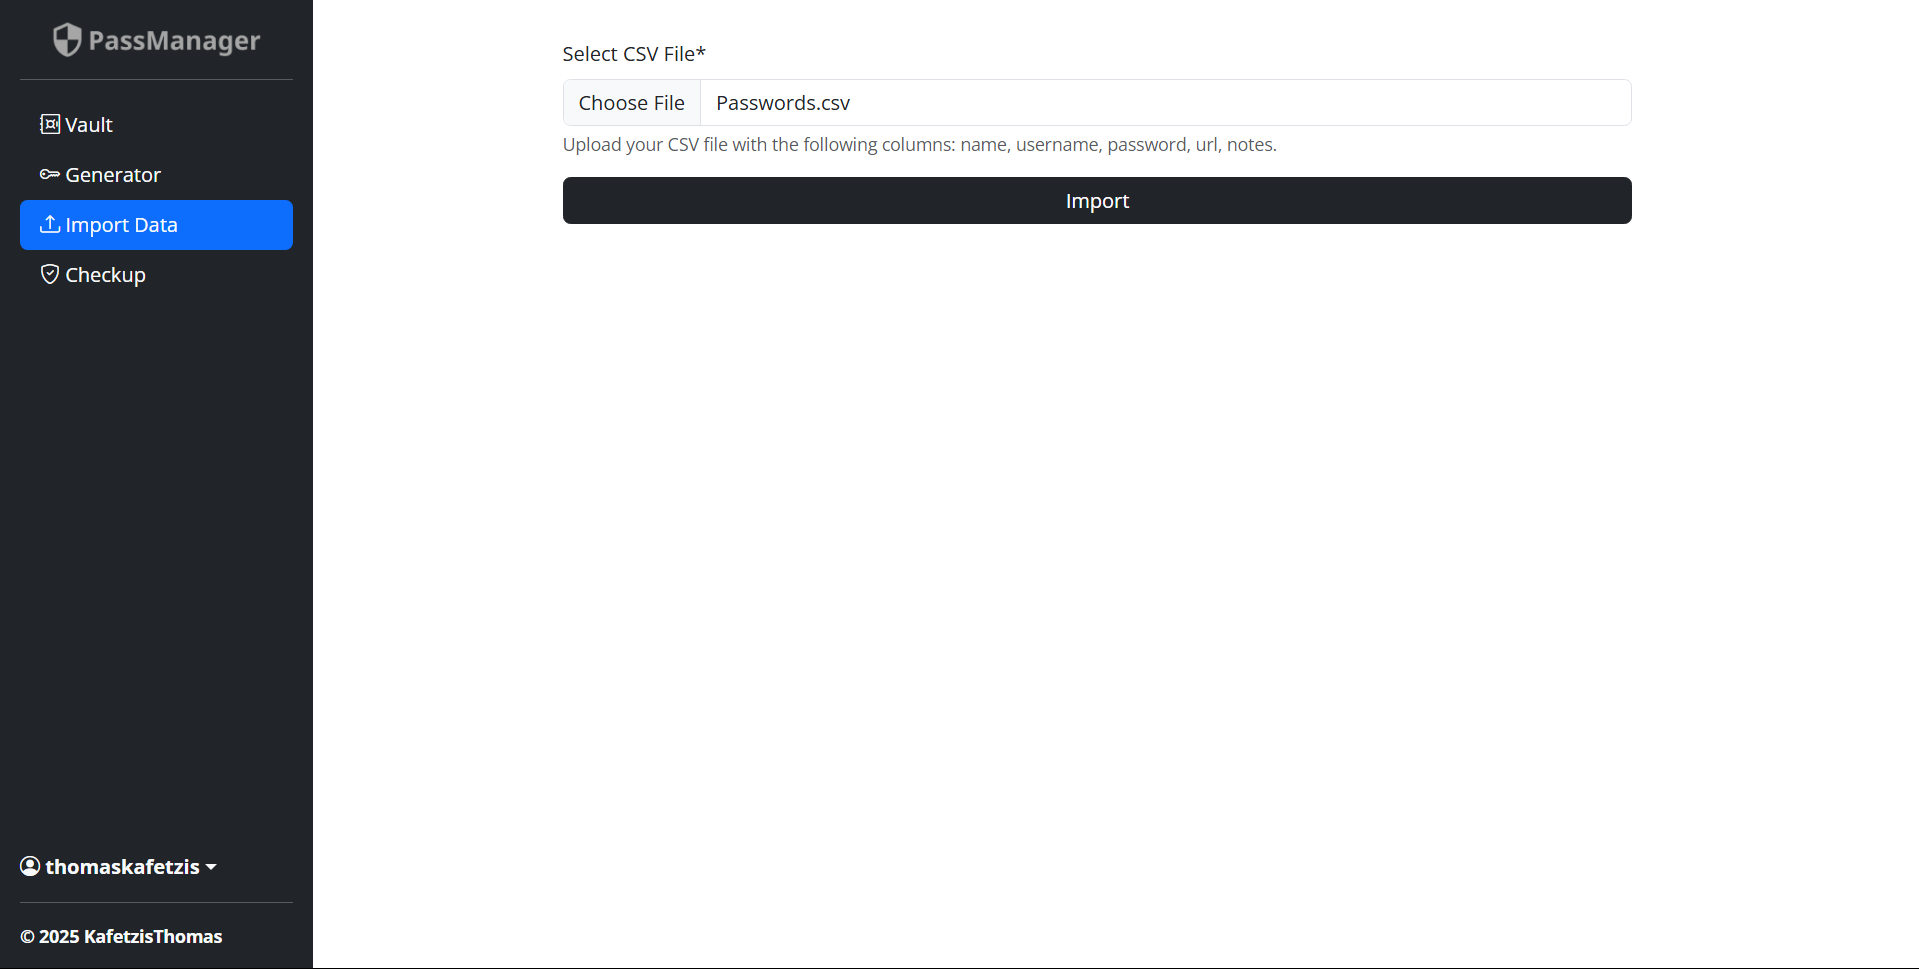 PassManager
Vault
Generator
Import Data
Checkup
thomaskafetzis
© 2025 KafetzisThomas
Select CSV File*
Choose File Passwords.csv
Upload your CSV file with the following columns: name, username, password, url, notes.
Import